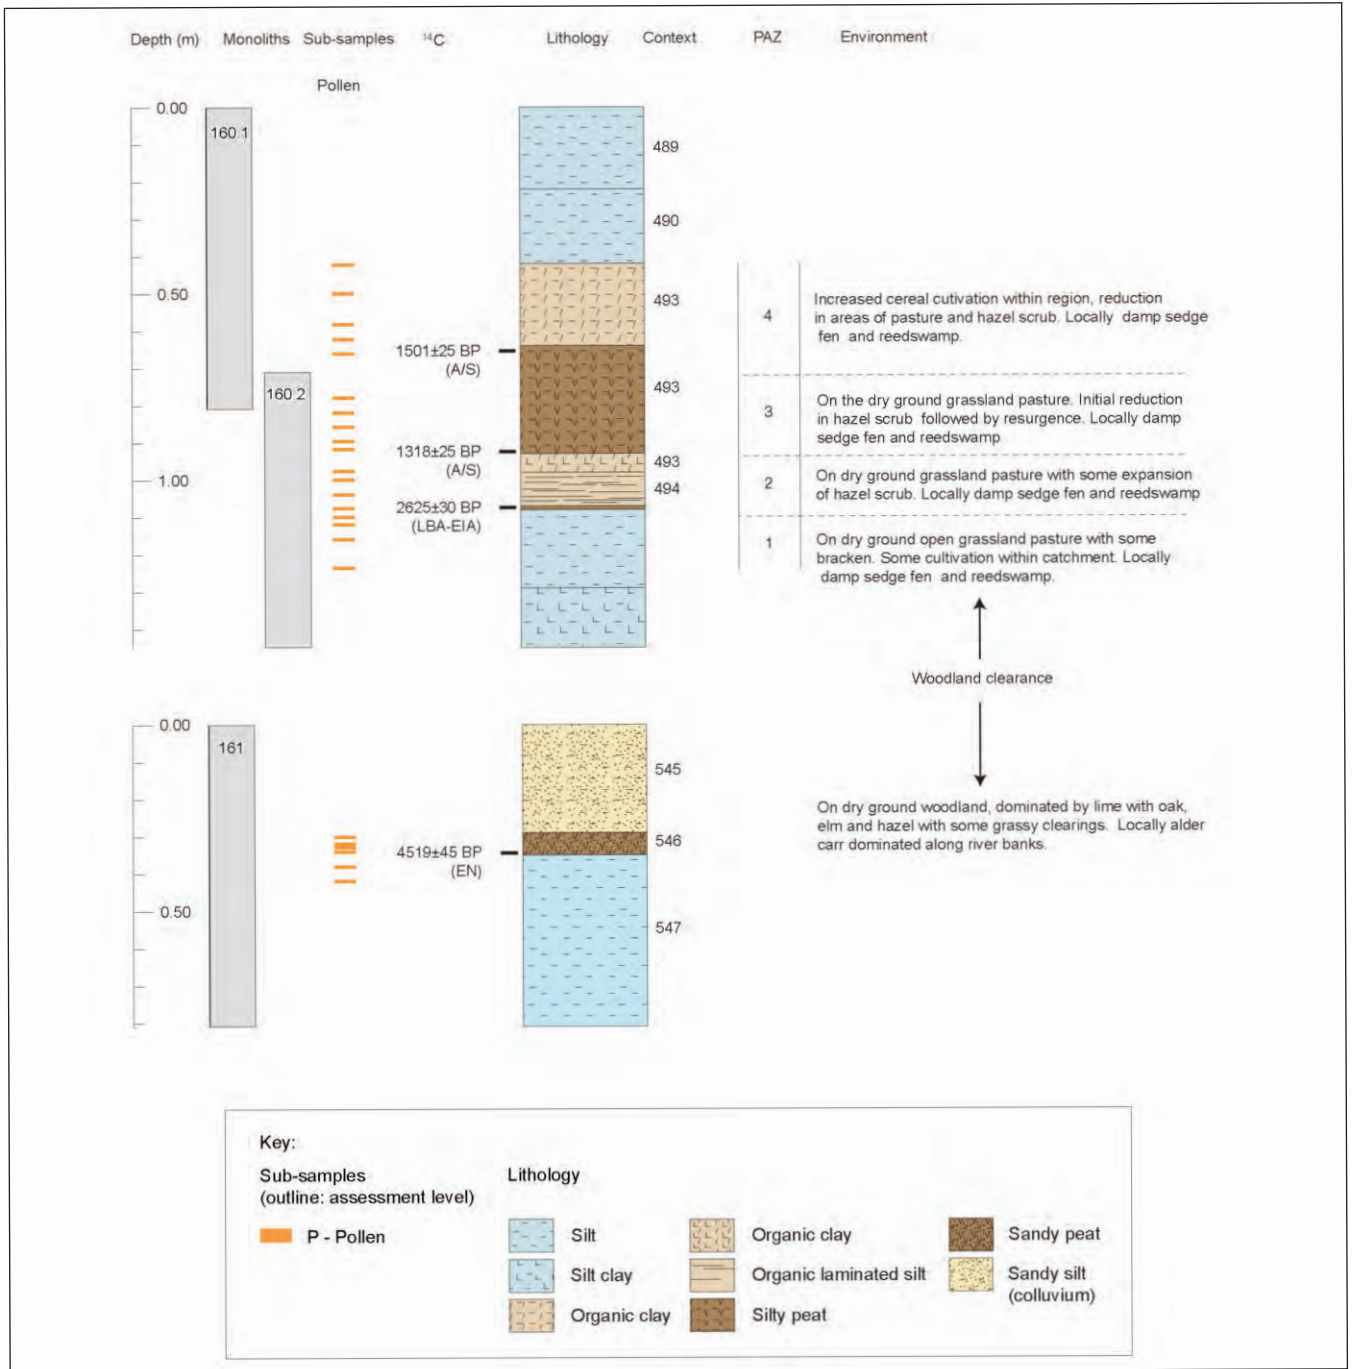 Depth (m) Monoliths Sub-samples 14C Lithology Context PAZ Environment
Pollen
0.00
160.1
489
490
0.50
493
4
Increased cereal cutivation within region, reduction
in areas of pasture and hazel scrub. Locally damp sedge
fen and reedswamp.
1501±25 BP
(A/S)
160.2
493
3
On the dry ground grassland pasture. Initial reduction
in hazel scrub followed by resurgence. Locally damp
sedge fen and reedswamp
1318±25 BP
(A/S)
493
1.00
494
2
On dry ground grassland pasture with some expansion
of hazel scrub. Locally damp sedge fen and reedswamp
2625±30 BP
(LBA-EIA)
1
On dry ground open grassland pasture with some
bracken. Some cultivation within catchment. Locally
damp sedge fen and reedswamp.
Woodland clearance
0.00
161
545
On dry ground woodland, dominated by lime with oak,
elm and hazel with some grassy clearings. Locally alder
carr dominated along river banks.
546
4519±45 BP
(EN)
0.50
547
Key:
Sub-samples
(outline: assessment level)
P - Pollen
Lithology
Silt
Silt clay
Organic clay
Organic clay
Organic laminated silt
Silty peat
Sandy peat
Sandy silt
(colluvium)